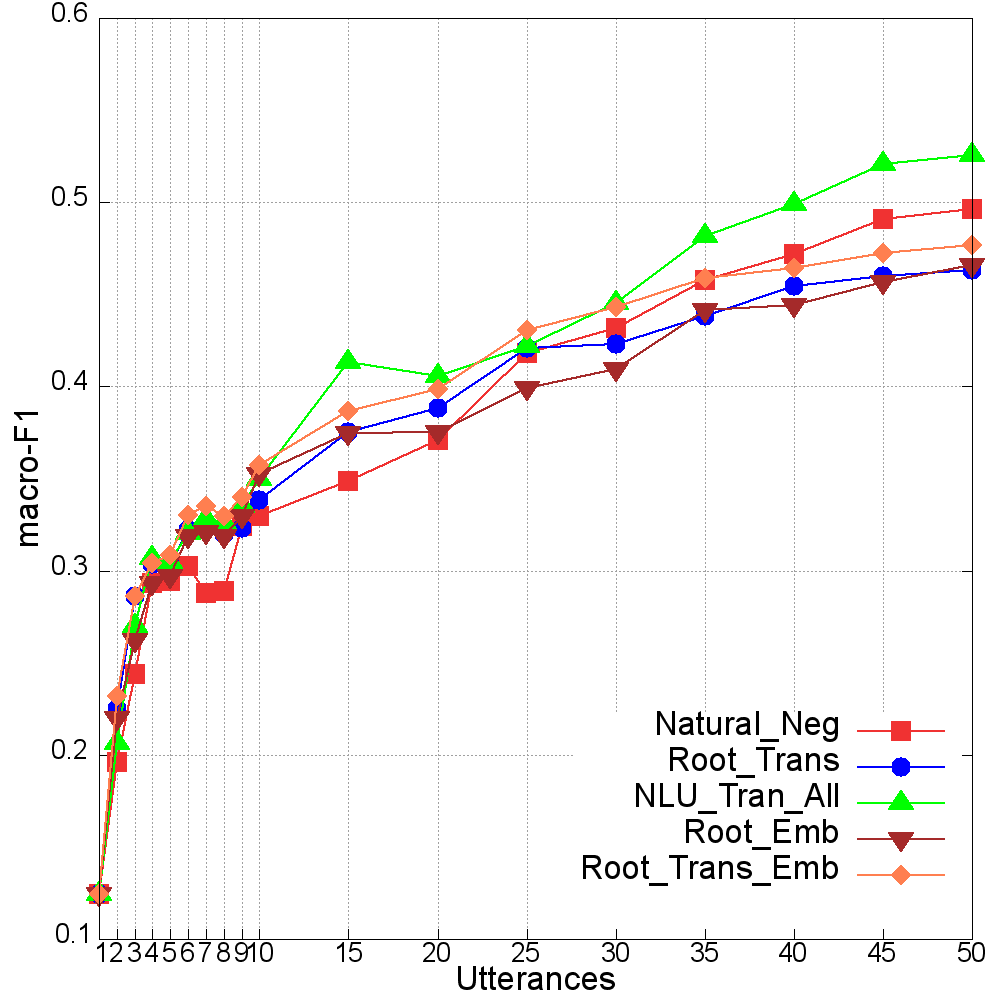 0.6
0.5
0.4
0.3
0.2
0.1
macro-F1
Natural_Neg
Root_Trans
NLU_Tran_All
Root_Emb
Root_Trans_Emb
1 2 3 4 5 6 7 8 9 10 15 20 25 30 35 40 45 50
Utterances